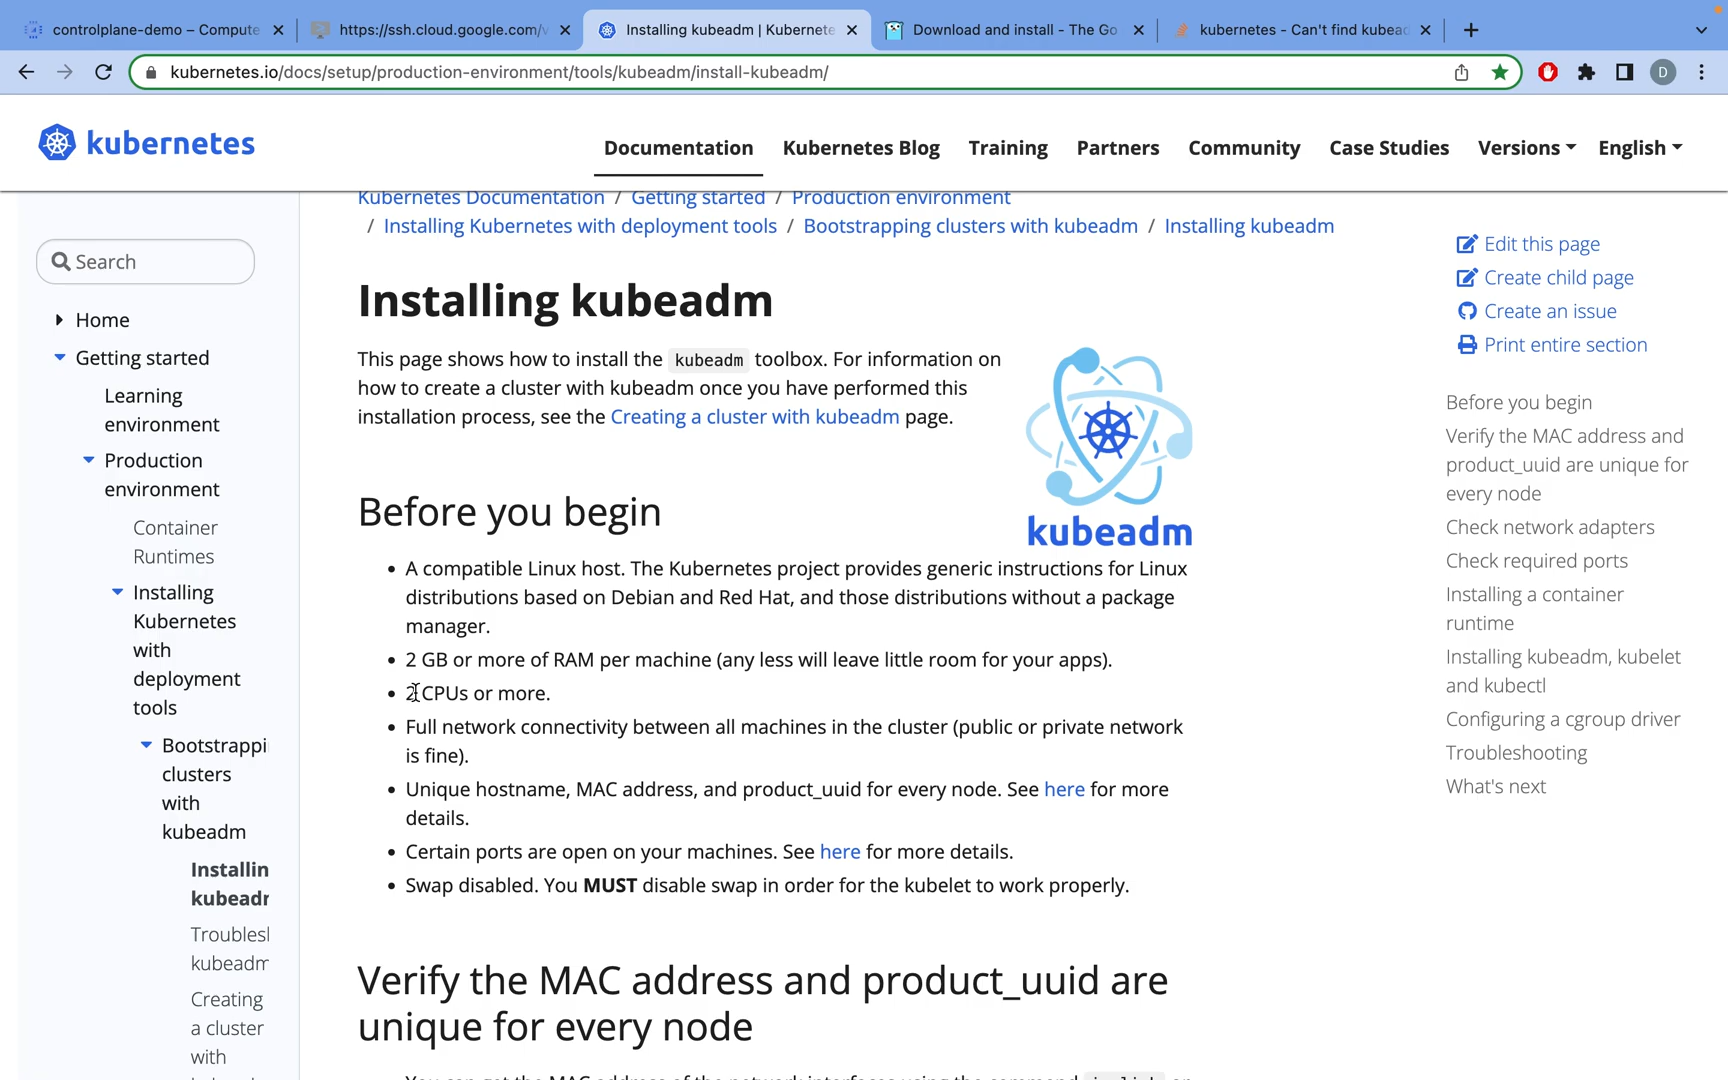 controlplane-demo – Compute
https://ssh.cloud.google.com/v
Installing kubeadm | Kubernete
Download and install - The Go
kubernetes - Can't find kubead
kubernetes.io/docs/setup/production-environment/tools/kubeadm/install-kubeadm/
D
kubernetes
Documentation
Kubernetes Blog
Training
Partners
Community
Case Studies
Versions
English
Search
Home
Getting started
Learning
environment
Production
environment
Container
Runtimes
Installing
Kubernetes
with
deployment
tools
Bootstrappi
clusters
with
kubeadm
Installin
kubeadr
Troublesl
kubeadm
Creating
a cluster
with
Kubernetes Documentation / Getting started / Production environment
/ Installing Kubernetes with deployment tools / Bootstrapping clusters with kubeadm / Installing kubeadm
Installing kubeadm
This page shows how to install the kubeadm toolbox. For information on
how to create a cluster with kubeadm once you have performed this
installation process, see the Creating a cluster with kubeadm page.
kubeadm
Before you begin
• A compatible Linux host. The Kubernetes project provides generic instructions for Linux
distributions based on Debian and Red Hat, and those distributions without a package
manager.
• 2 GB or more of RAM per machine (any less will leave little room for your apps).
• 2 CPUs or more.
• Full network connectivity between all machines in the cluster (public or private network
is fine).
• Unique hostname, MAC address, and product_uuid for every node. See here for more
details.
• Certain ports are open on your machines. See here for more details.
• Swap disabled. You MUST disable swap in order for the kubelet to work properly.
Verify the MAC address and product_uuid are
unique for every node
Edit this page
Create child page
Create an issue
Print entire section
Before you begin
Verify the MAC address and
product_uuid are unique for
every node
Check network adapters
Check required ports
Installing a container
runtime
Installing kubeadm, kubelet
and kubectl
Configuring a cgroup driver
Troubleshooting
What's next